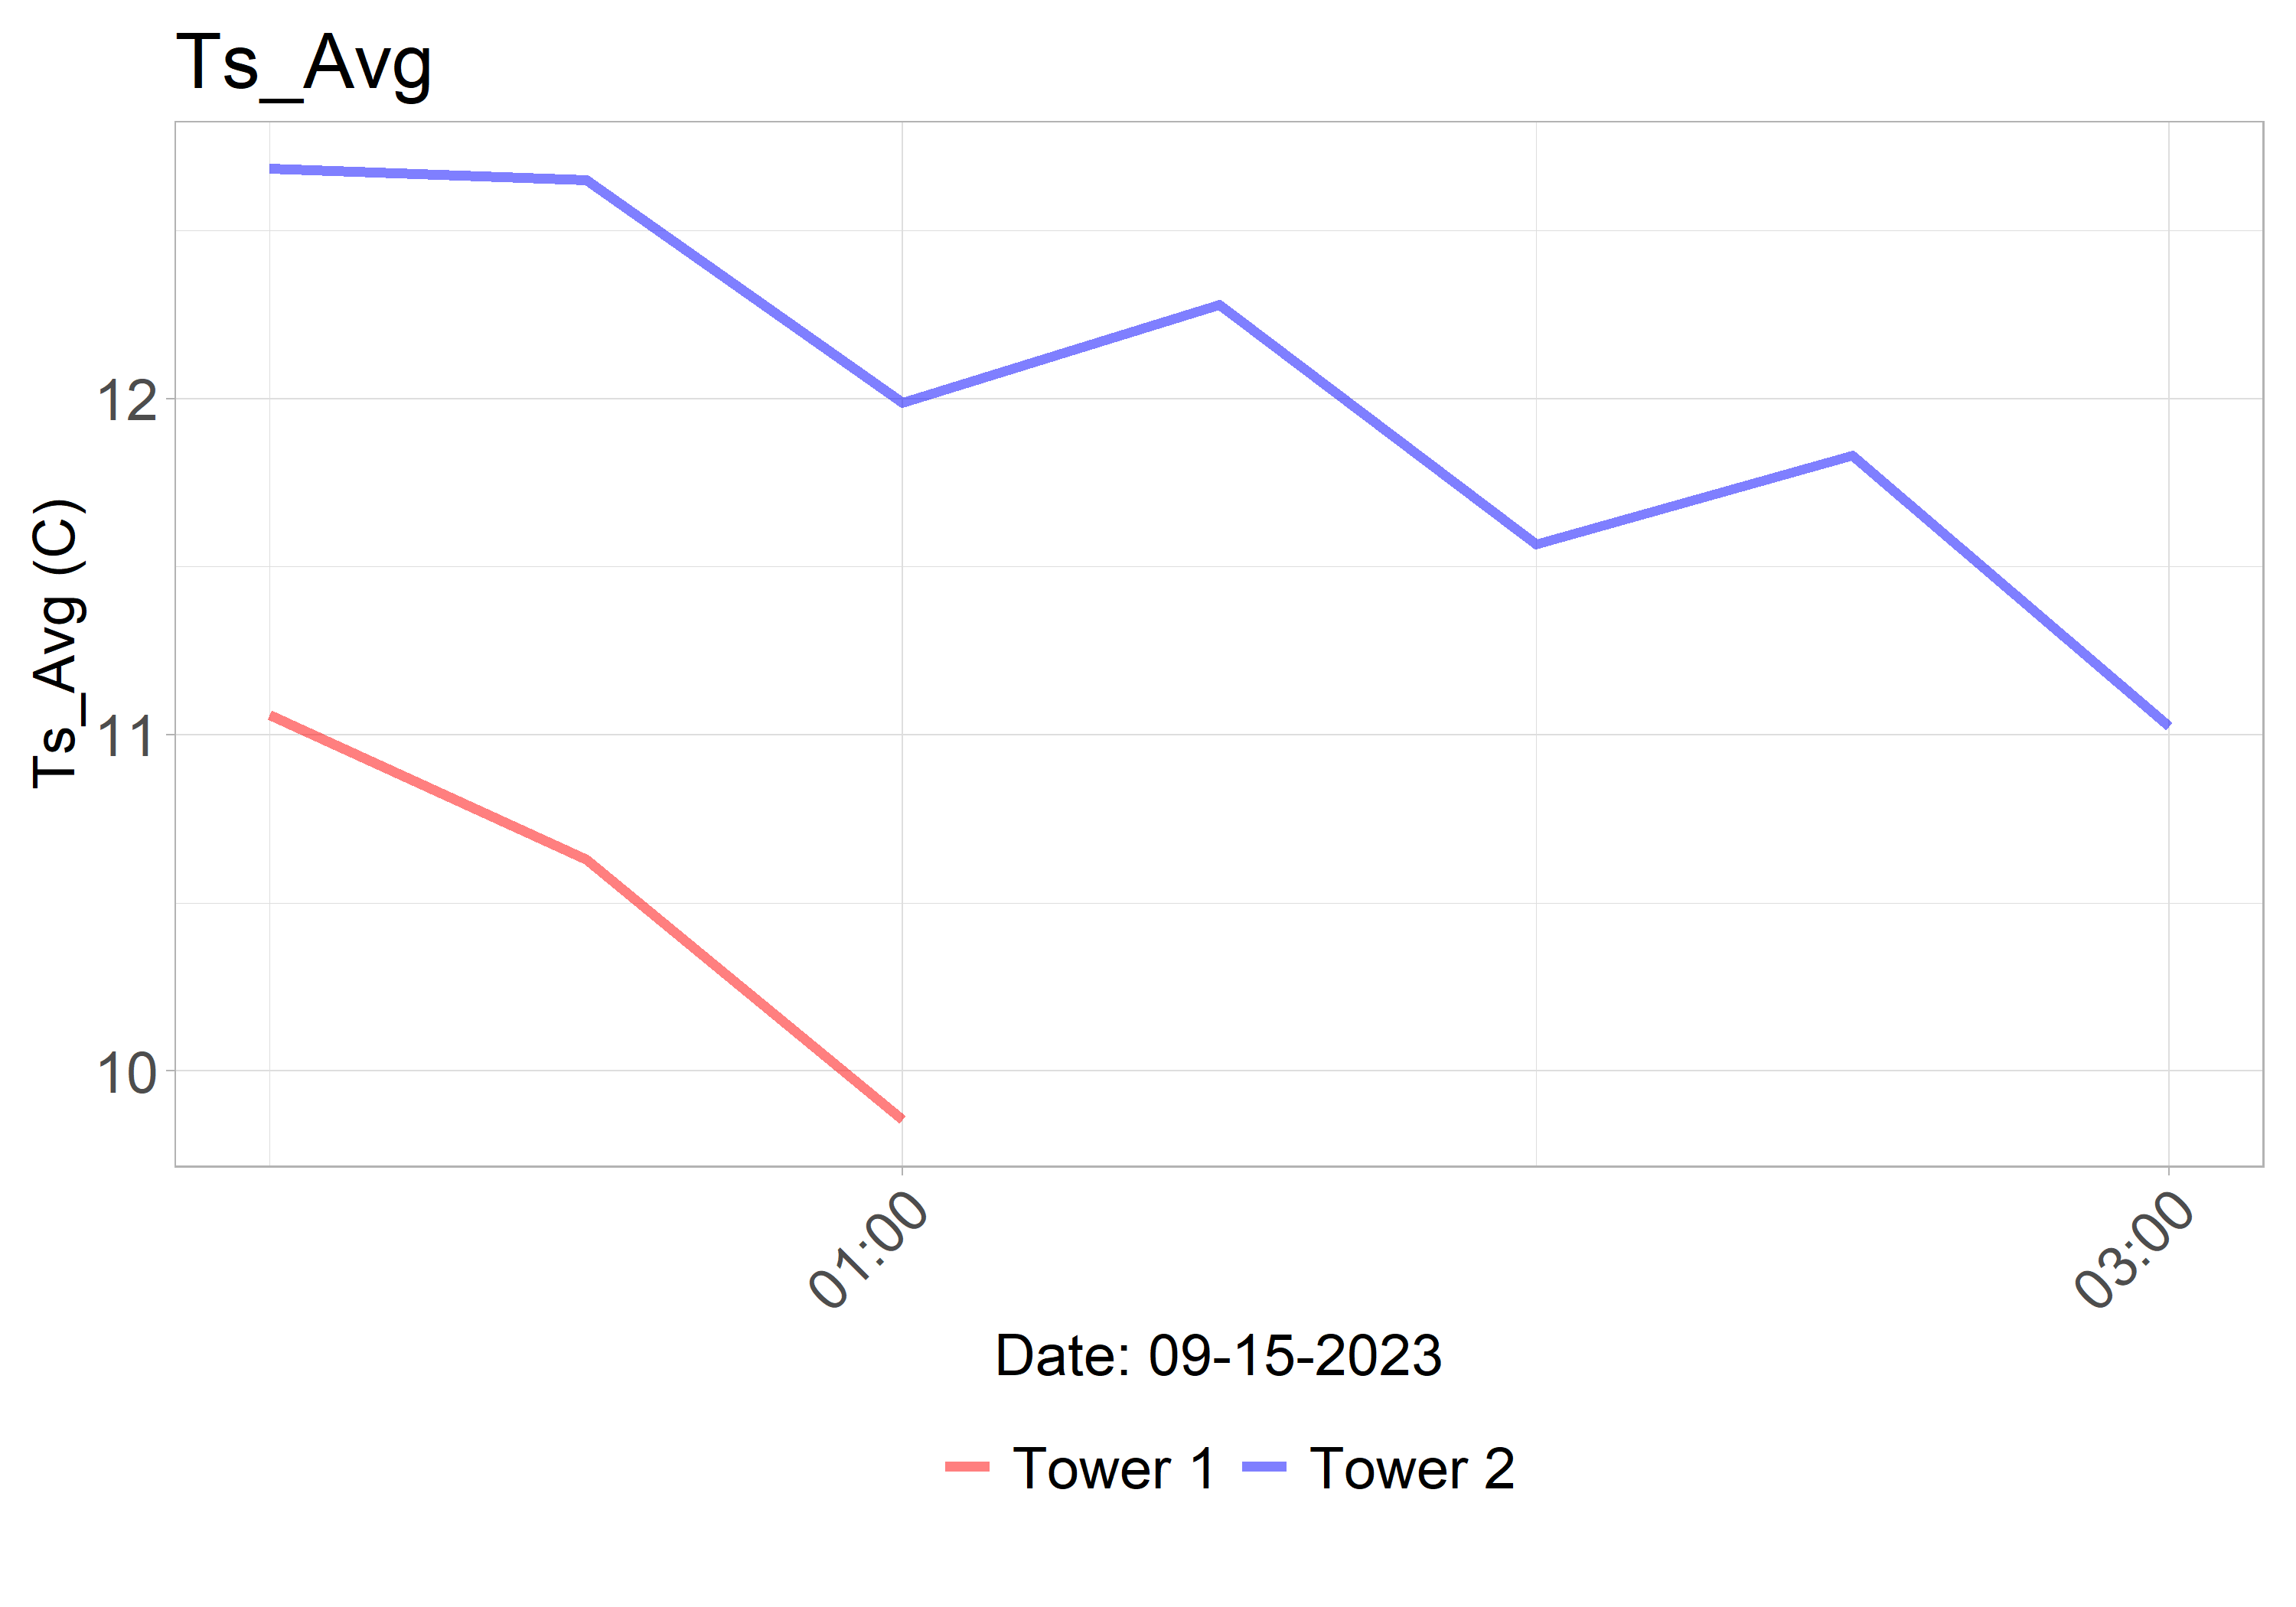 Ts_Avg
Ts_Avg (C)
12
11
10
01:00
03:00
Date: 09-15-2023
Tower 1
Tower 2